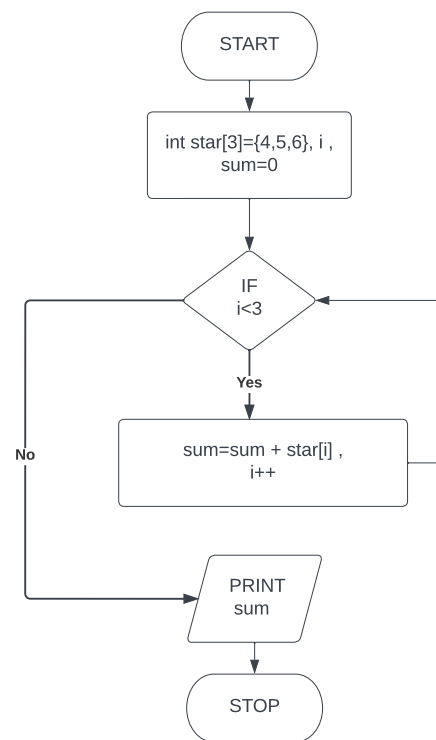 START
int star[3]={4,5,6}, i ,
sum=0
IF
i<3
Yes
sum=sum + star[i] ,
i++
No
PRINT
sum
STOP